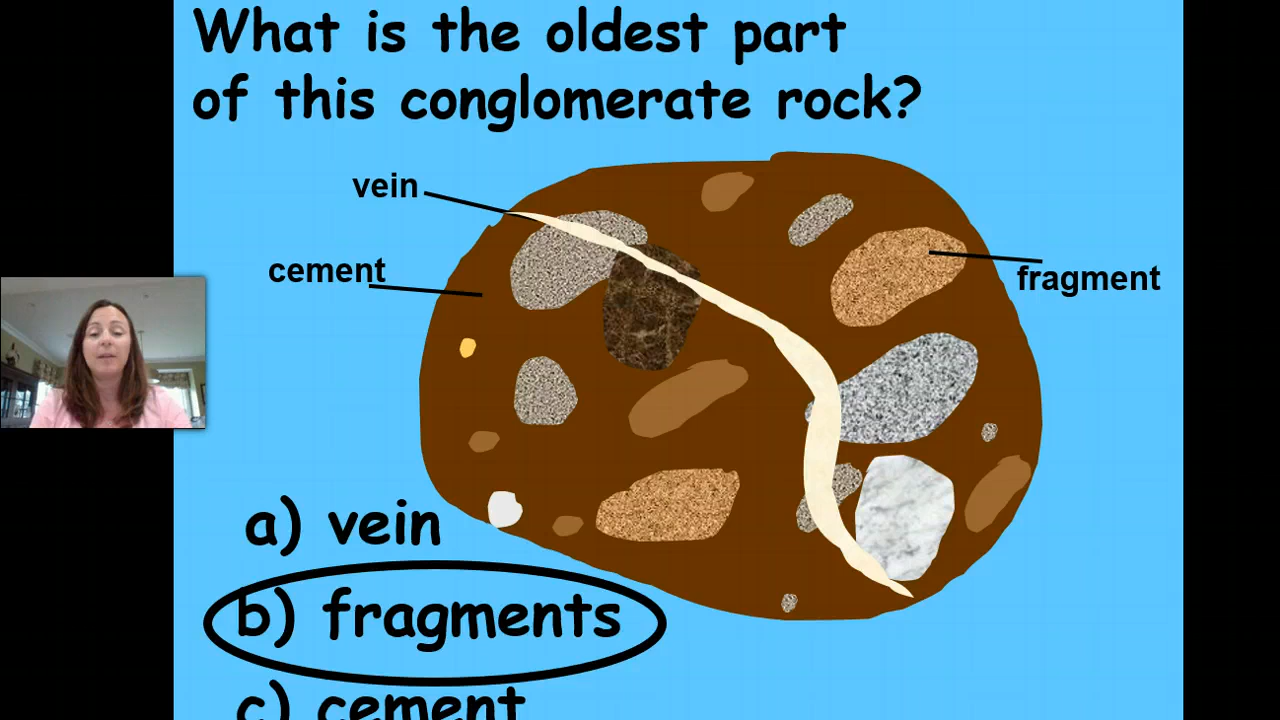 What is the oldest part
of this conglomerate rock?
vein
cement
fragment
a) vein
b) fragments
c) cement